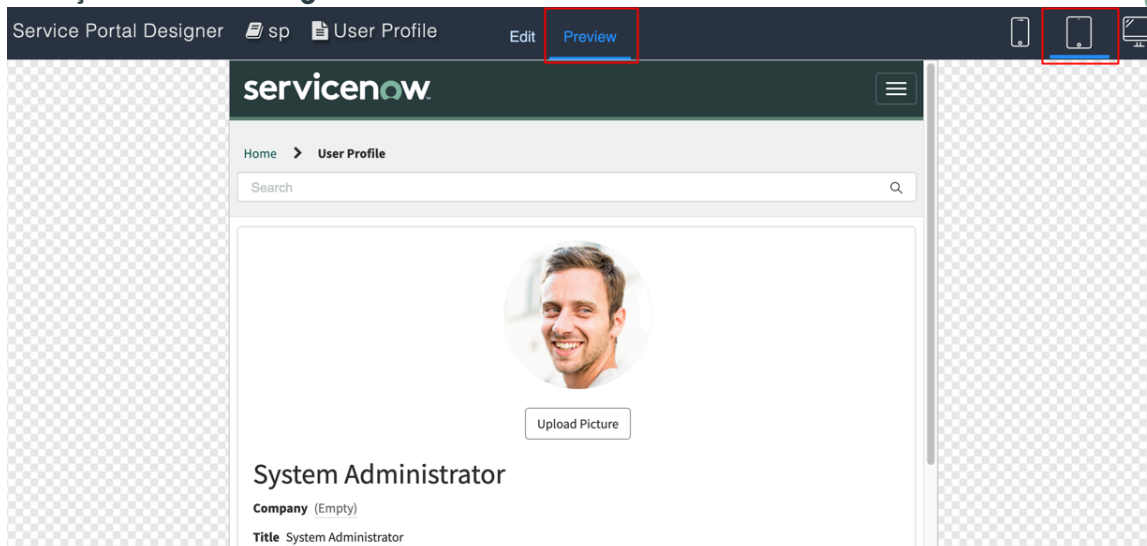 Service Portal Designer sp User Profile Edit Preview
servicenow
Home User Profile
Search
Upload Picture
System Administrator
Company (Empty)
Title System Administrator